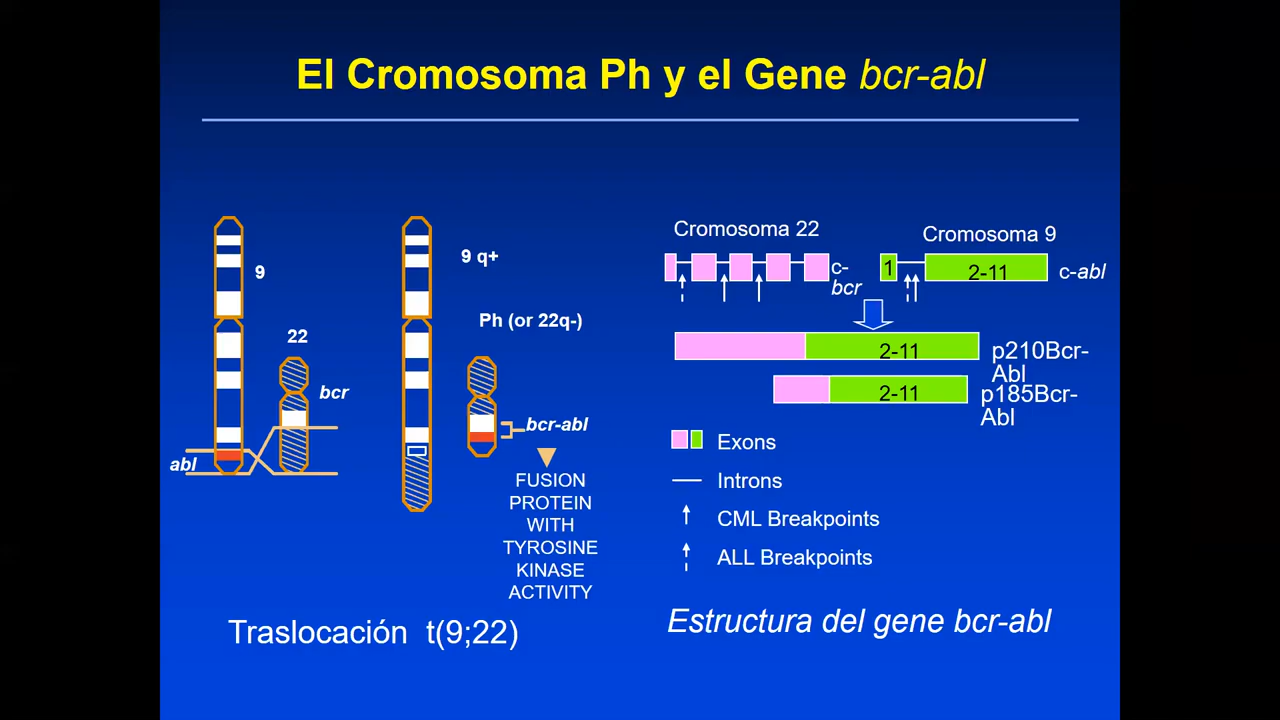 El Cromosoma Ph y el Gene bcr-abl
9
22
bcr
abl
9 q+
Ph (or 22q-)
bcr-abl
FUSION
PROTEIN
WITH
TYROSINE
KINASE
ACTIVITY
Traslocación t(9;22)
Cromosoma 22
Cromosoma 9
c-
bcr
1
2-11
c-abl
2-11
p210Bcr-
Abl
2-11
p185Bcr-
Abl
Exons
Introns
CML Breakpoints
ALL Breakpoints
Estructura del gene bcr-abl